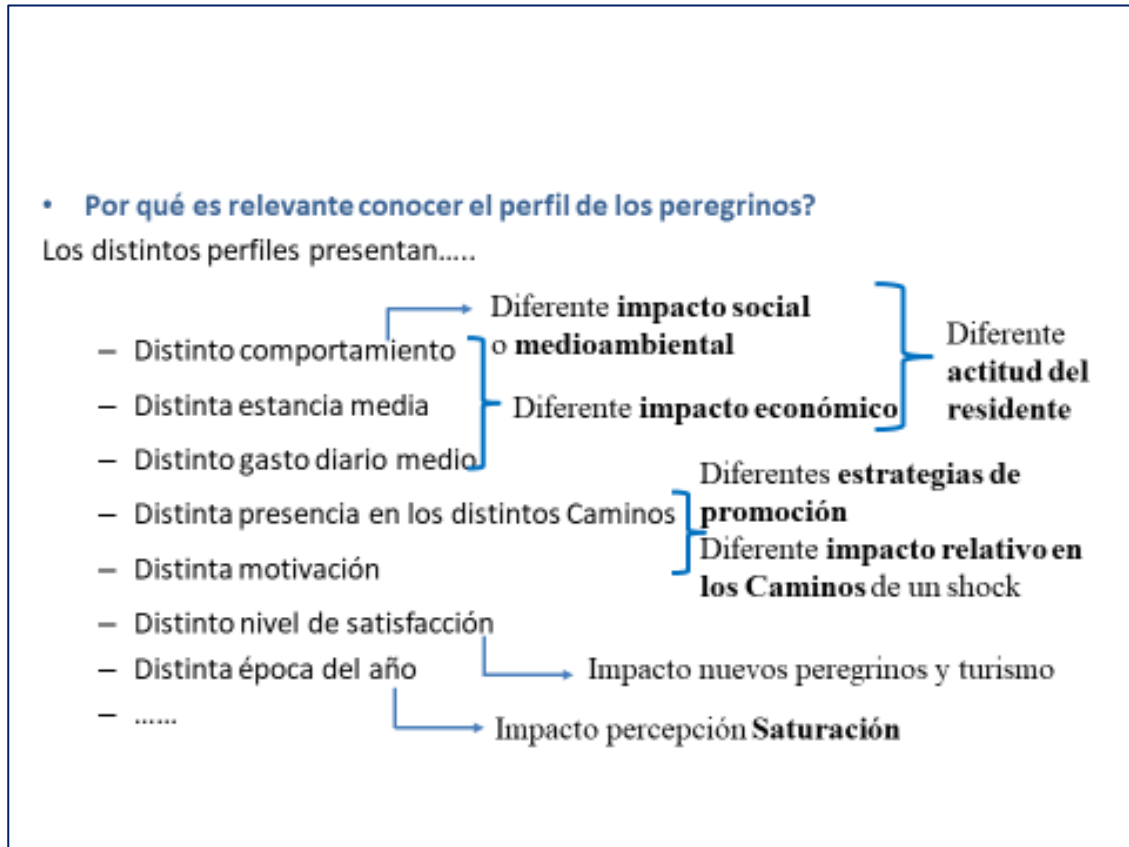 • Por qué es relevante conocer el perfil de los peregrinos?
Los distintos perfiles presentan.....
– Distinto comportamiento
– Distinta estancia media
– Distinto gasto diario medio
– Distinta presencia en los distintos Caminos
– Distinta motivación
– Distinto nivel de satisfacción
– Distinta época del año
– ......
Diferente impacto social
o medioambiental
Diferente impacto económico
Diferente
actitud del
residente
Diferentes estrategias de
promoción
Diferente impacto relativo en
los Caminos de un shock
Impacto nuevos peregrinos y turismo
Impacto percepción Saturación